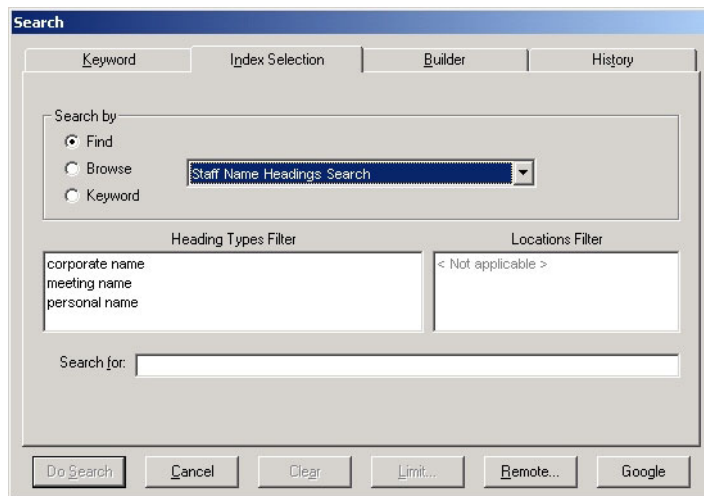 Search
Keyword Index Selection Builder History
Search by
Find
Browse
Staff Name Headings Search
Keyword
Heading Types Filter Locations Filter
corporate name
meeting name
personal name
< Not applicable >
Search for:
Do Search Cancel Clear Limit... Remote... Google